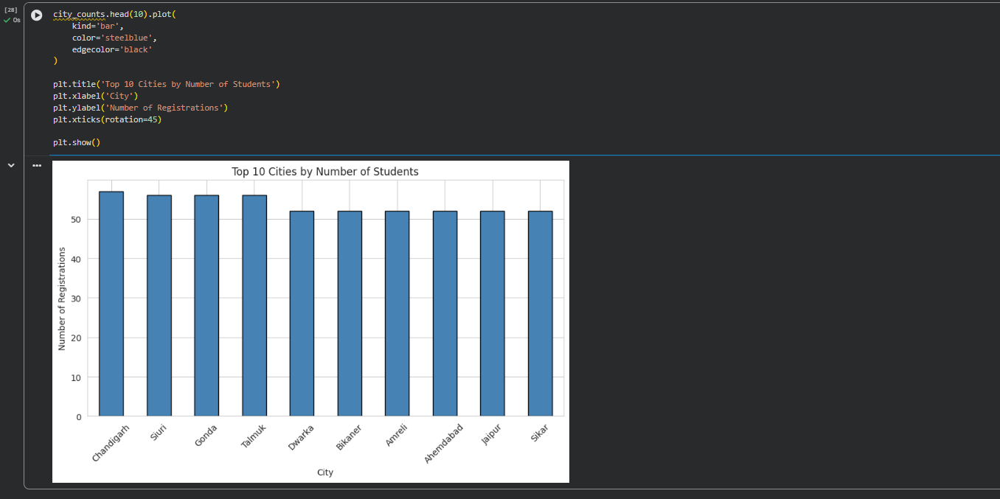 [28]
0s
city_counts.head(10).plot(
    kind='bar',
    color='steelblue',
    edgecolor='black'
)
plt.title('Top 10 Cities by Number of Students')
plt.xlabel('City')
plt.ylabel('Number of Registrations')
plt.xticks(rotation=45)
plt.show()
Top 10 Cities by Number of Students
Number of Registrations
50
40
30
20
10
0
Chandigarh
Siuri
Gonda
Talmuk
Dwarka
Bikaner
Amreli
Ahemdabad
Jaipur
Sikar
City